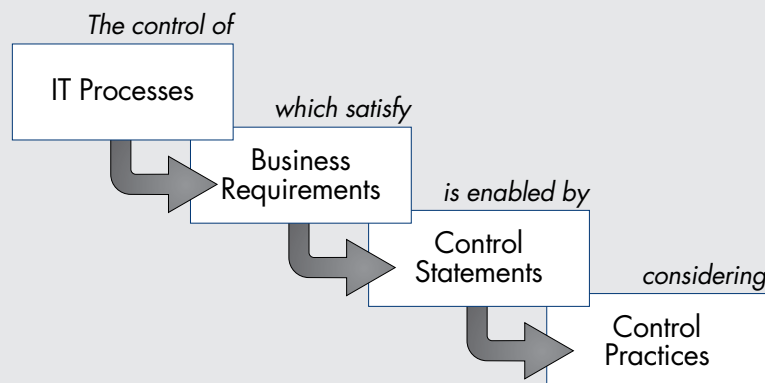 The control of
IT Processes
which satisfy
Business
Requirements
is enabled by
Control
Statements
considering
Control
Practices